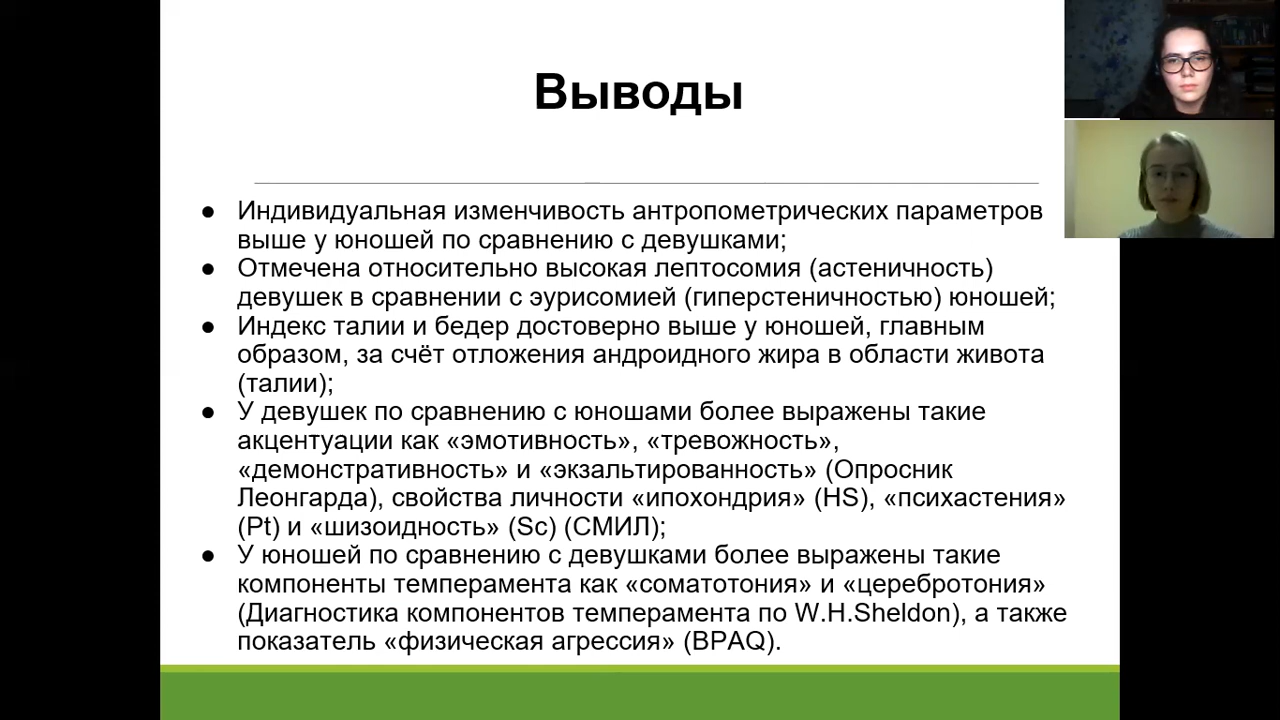 Выводы
● Индивидуальная изменчивость антропометрических параметров
выше у юношей по сравнению с девушками;
● Отмечена относительно высокая лептосомия (астеничность)
девушек в сравнении с эурисомией (гиперстеничностью) юношей;
● Индекс талии и бедер достоверно выше у юношей, главным
образом, за счёт отложения андроидного жира в области живота
(талии);
● У девушек по сравнению с юношами более выражены такие
акцентуации как «эмотивность», «тревожность»,
«демонстративность» и «экзальтированность» (Опросник
Леонгарда), свойства личности «ипохондрия» (HS), «психастения»
(Pt) и «шизоидность» (Sc) (СМИЛ);
● У юношей по сравнению с девушками более выражены такие
компоненты темперамента как «соматотония» и «церебротония»
(Диагностика компонентов темперамента по W.H.Sheldon), а также
показатель «физическая агрессия» (BPAQ).